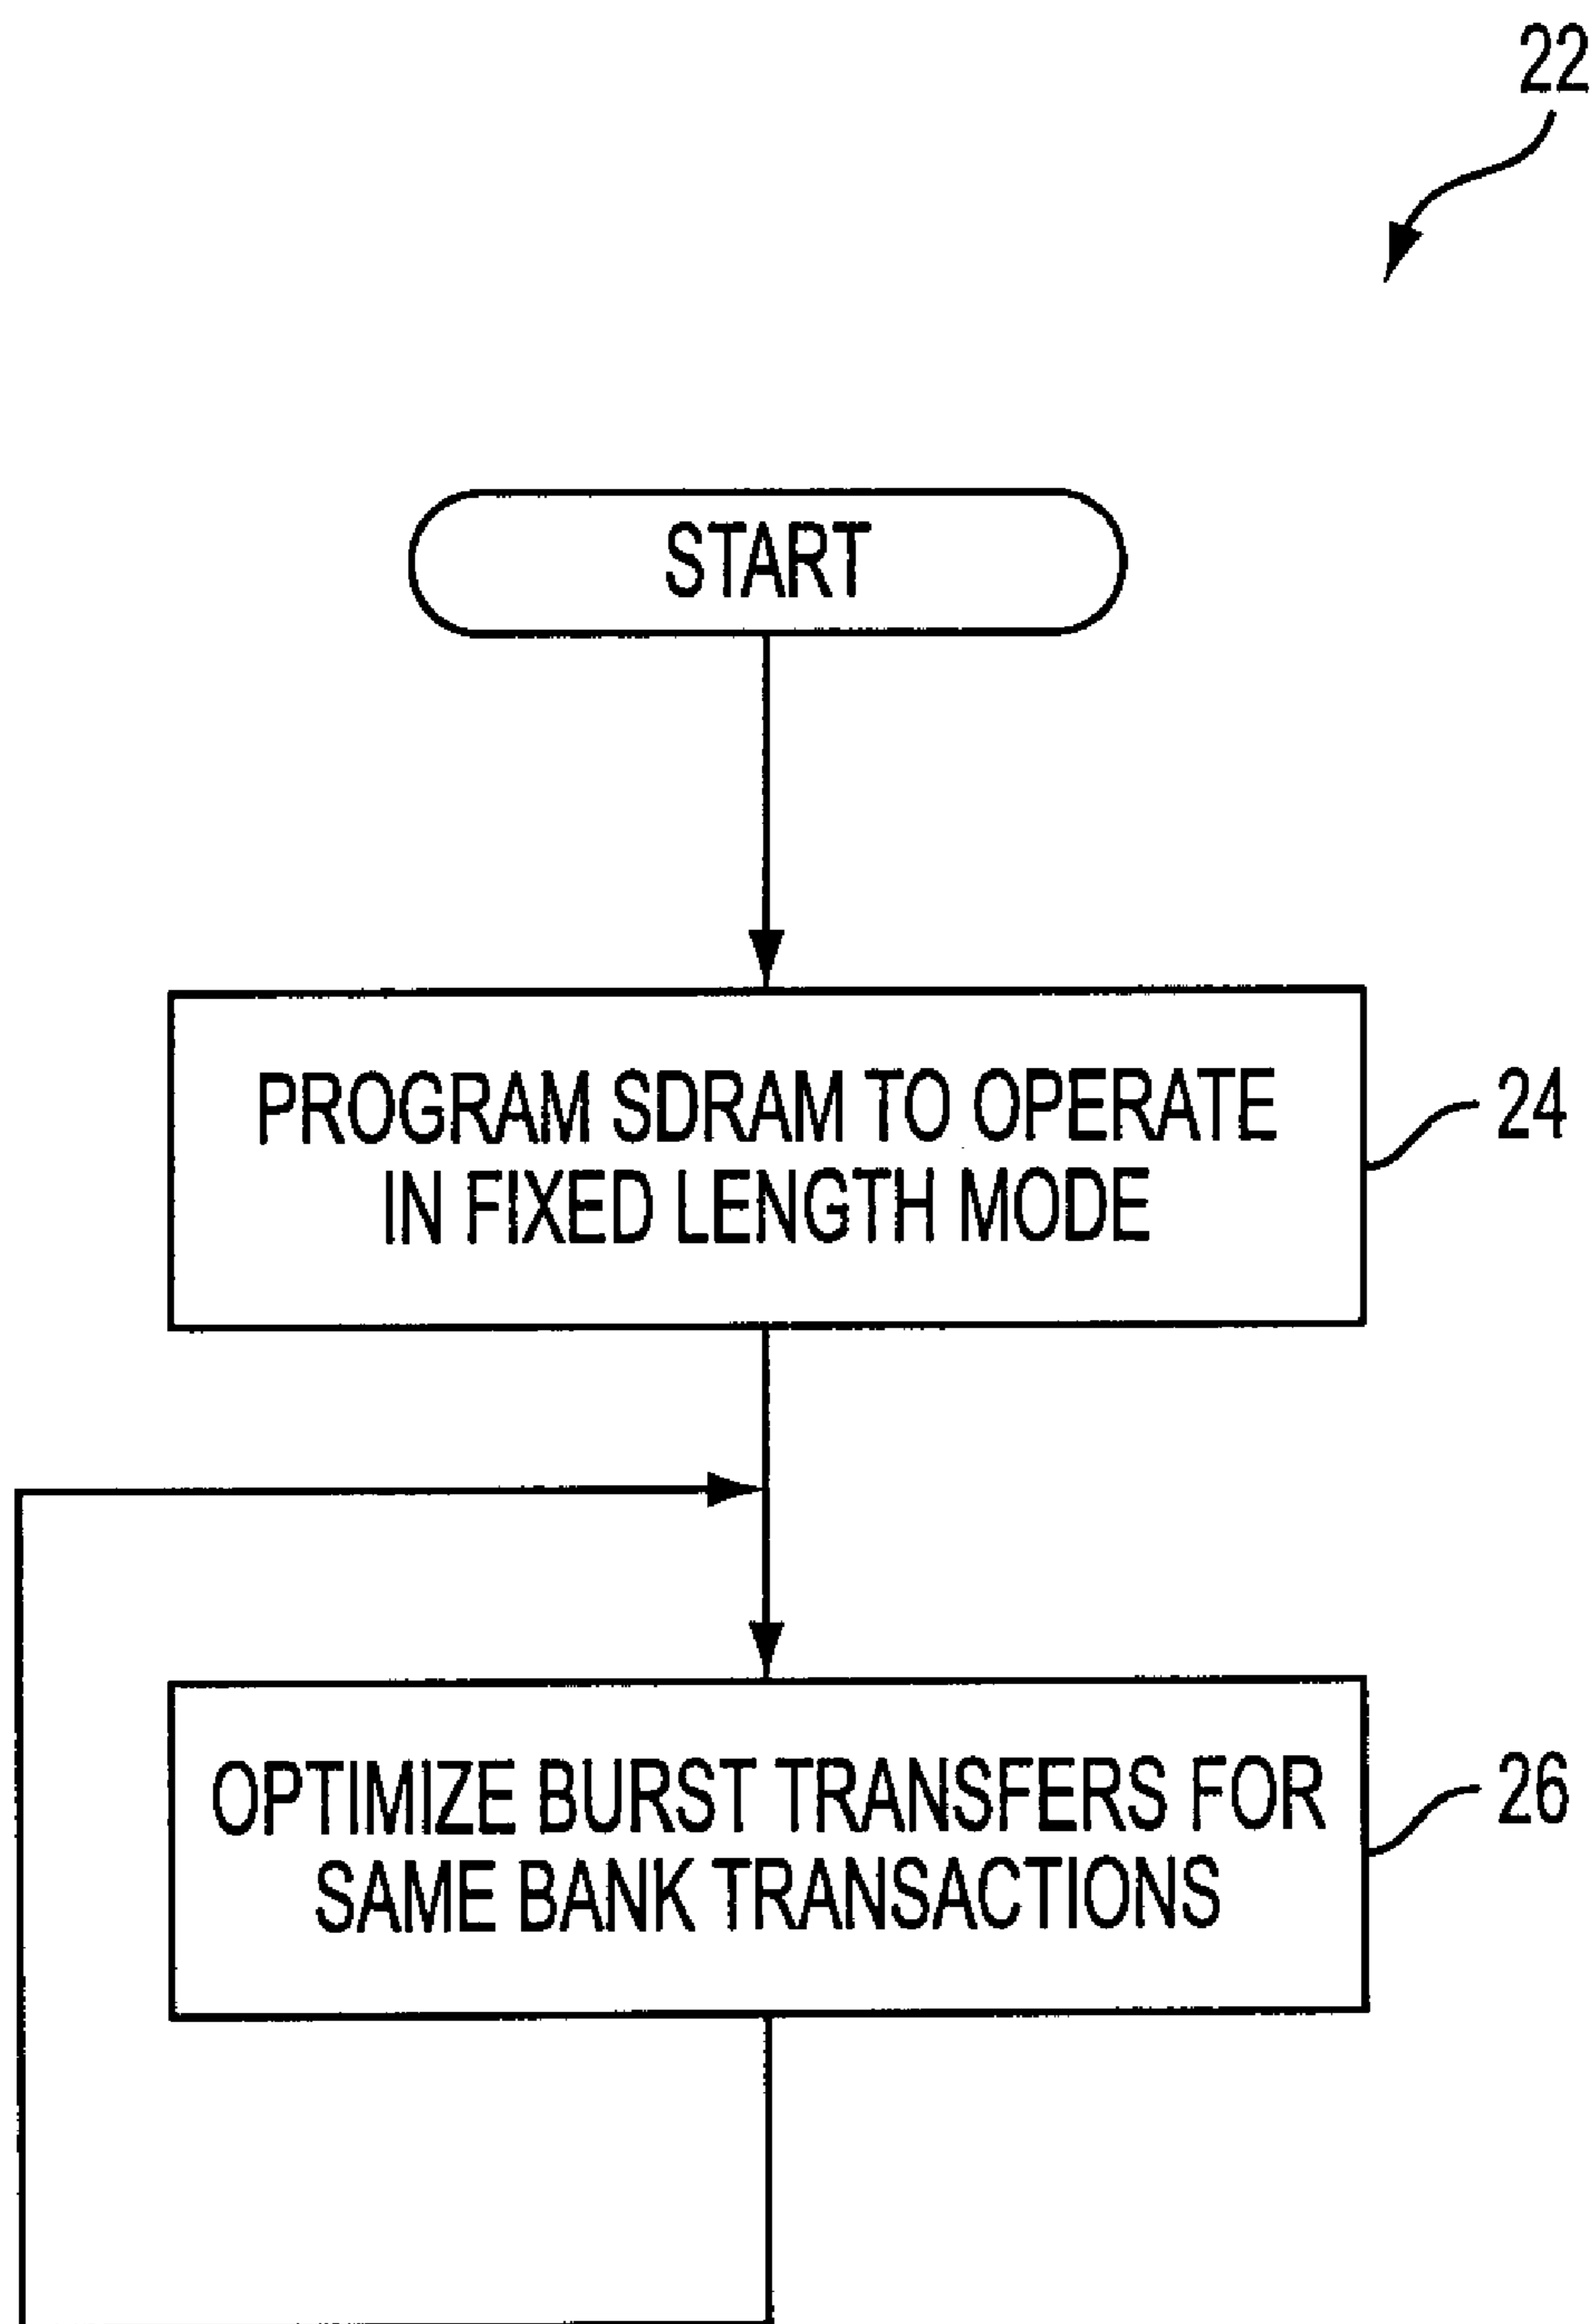 22
START
PROGRAM SDRAM TO OPERATE
IN FIXED LENGTH MODE
24
OPTIMIZE BURST TRANSFERS FOR
SAME BANK TRANSACTIONS
26